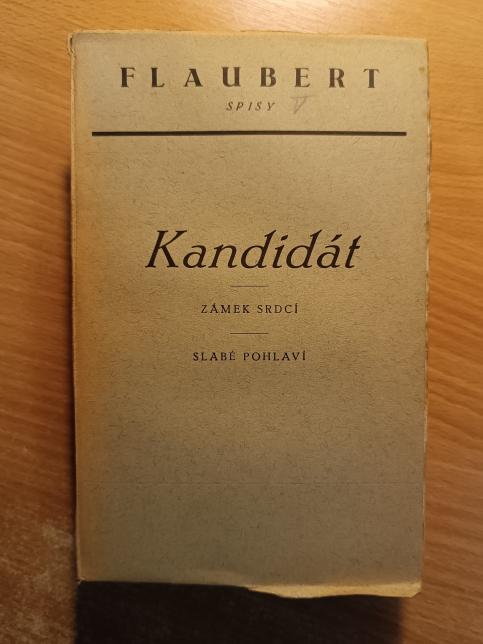 FLAUBERT
SPISY V
Kandidát
ZÁMEK SRDCÍ
SLABÉ POHLAVÍ